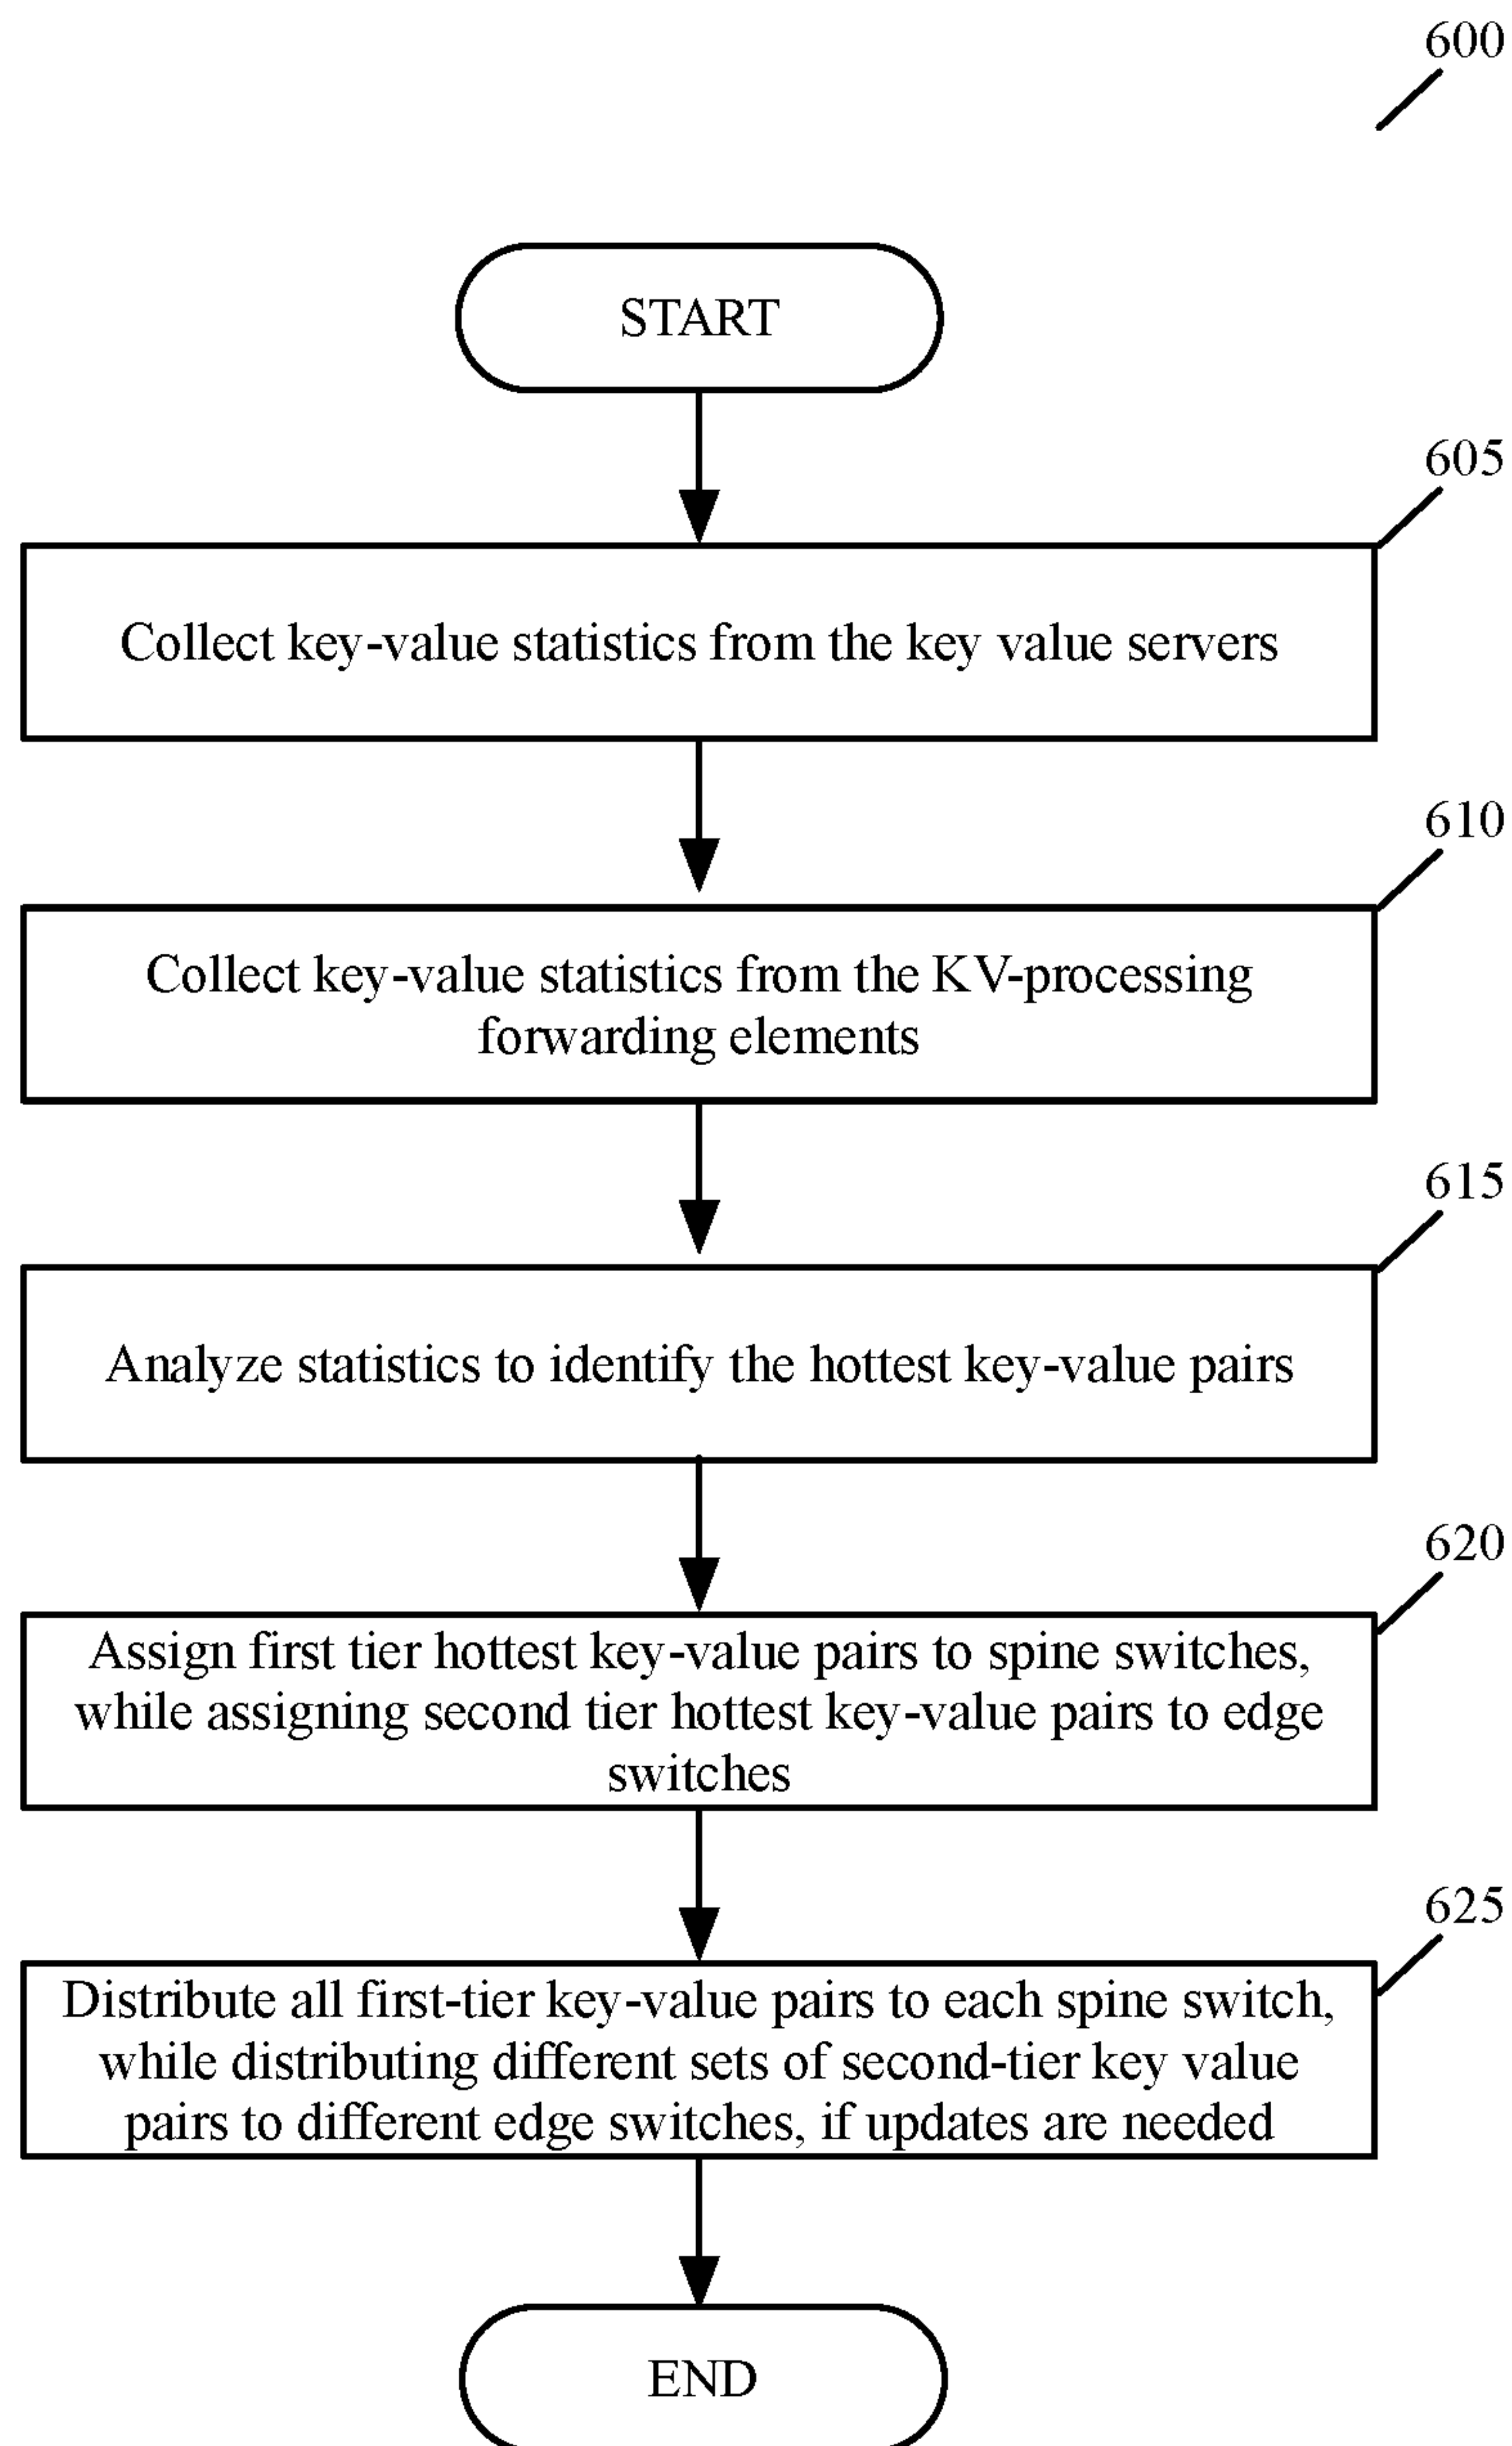 600
START
605
Collect key-value statistics from the key value servers
610
Collect key-value statistics from the KV-processing
forwarding elements
615
Analyze statistics to identify the hottest key-value pairs
620
Assign first tier hottest key-value pairs to spine switches,
while assigning second tier hottest key-value pairs to edge
switches
625
Distribute all first-tier key-value pairs to each spine switch,
while distributing different sets of second-tier key value
pairs to different edge switches, if updates are needed
END